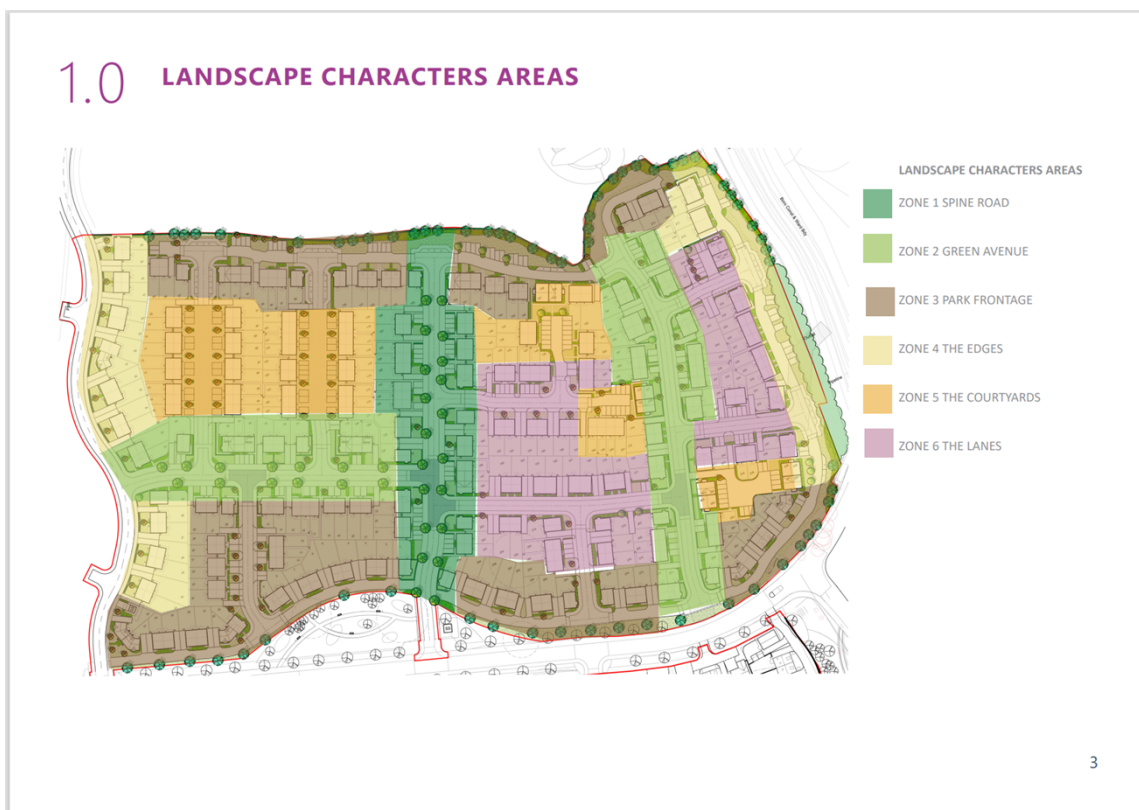 1.0 LANDSCAPE CHARACTERS AREAS
LANDSCAPE CHARACTERS AREAS
ZONE 1 SPINE ROAD
ZONE 2 GREEN AVENUE
ZONE 3 PARK FRONTAGE
ZONE 4 THE EDGES
ZONE 5 THE COURTYARDS
ZONE 6 THE LANES
3